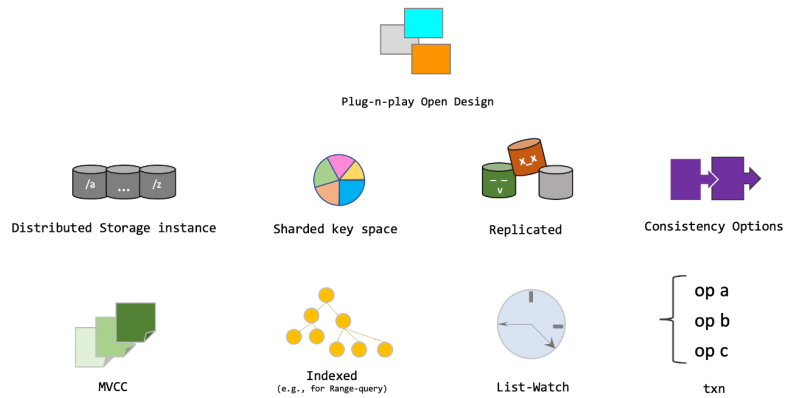 Plug-n-play Open Design
/a ... /z
x_x
– –
v
Distributed Storage instance
Sharded key space
Replicated
Consistency Options
op a
op b
op c
MVCC
Indexed
(e.g., for Range-query)
List-Watch
txn